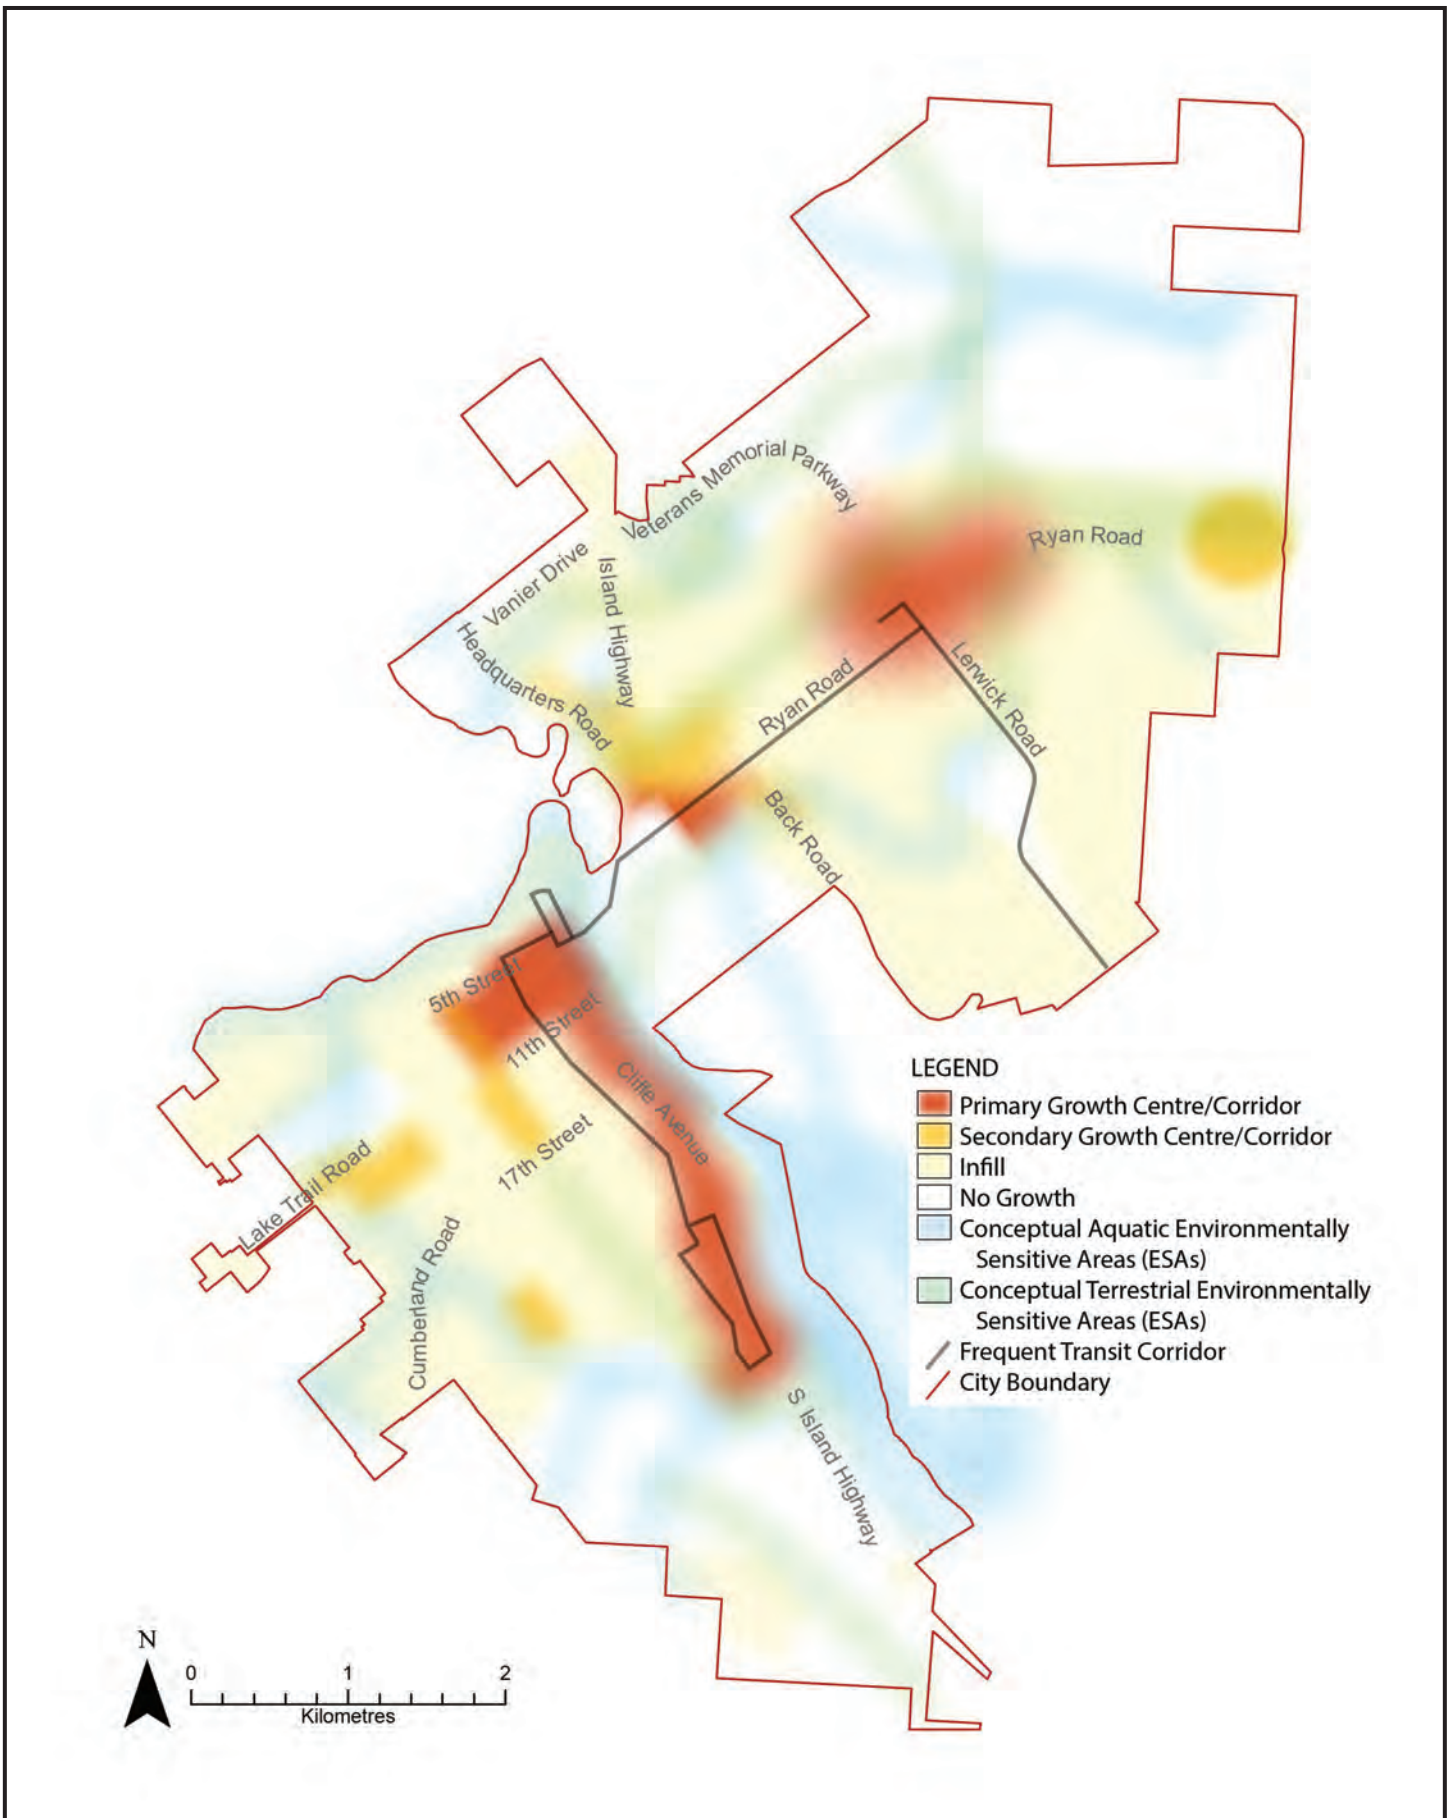 Veterans Memorial Parkway
Ryan Road
Vanier Drive
Island Highway
Headquarters Road
Ryan Road
Lerwick Road
Back Road
5th Street
11th Street
Cliffe Avenue
17th Street
Lake Trail Road
Cumberland Road
S Island Highway
LEGEND
Primary Growth Centre/Corridor
Secondary Growth Centre/Corridor
Infill
No Growth
Conceptual Aquatic Environmentally
Sensitive Areas (ESAs)
Conceptual Terrestrial Environmentally
Sensitive Areas (ESAs)
Frequent Transit Corridor
City Boundary
N
0 1 2
Kilometres